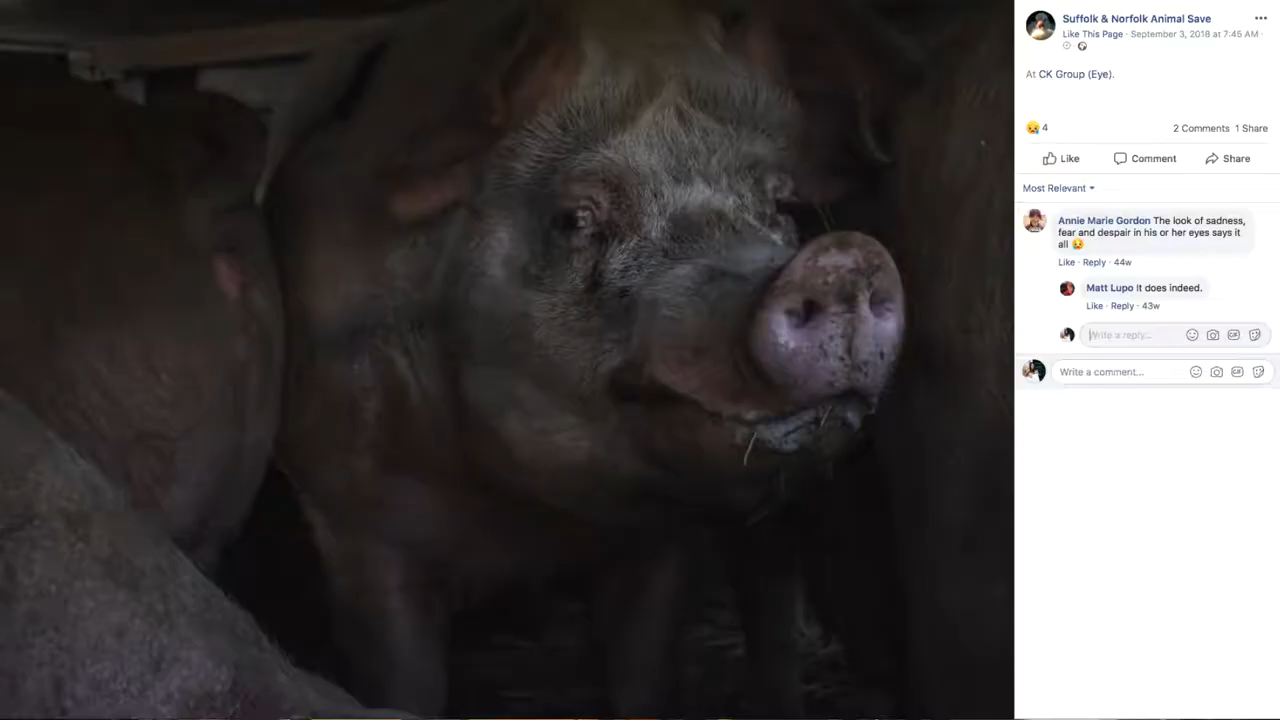 Suffolk & Norfolk Animal Save
Like This Page · September 3, 2018 at 7:45 AM ·
At CK Group (Eye).
4
2 Comments 1 Share
Like Comment Share
Most Relevant
Annie Marie Gordon The look of sadness,
fear and despair in his or her eyes says it
all
Like · Reply · 44w
Matt Lupo It does indeed.
Like · Reply · 43w
Write a reply...
GIF
Write a comment...
GIF